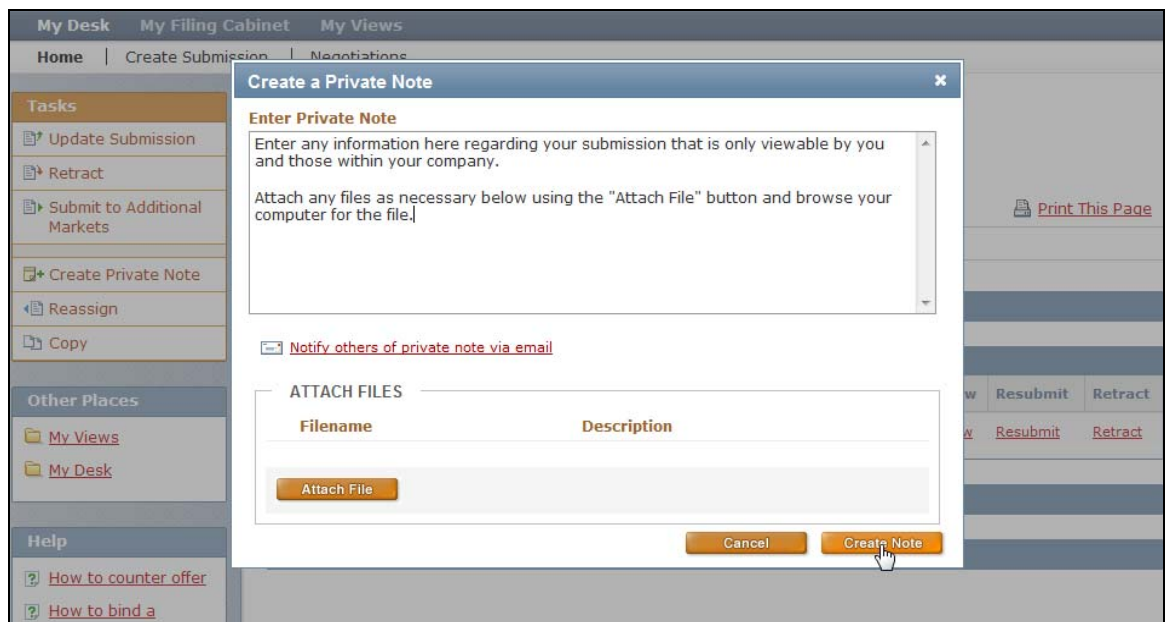 My Desk My Filing Cabinet My Views
Home | Create Submission | Negotiations
Create a Private Note
Tasks
Update Submission
Retract
Submit to Additional
Markets
Create Private Note
Reassign
Copy
Other Places
My Views
My Desk
Help
How to counter offer
How to bind a
Enter Private Note
Enter any information here regarding your submission that is only viewable by you
and those within your company.
Attach any files as necessary below using the "Attach File" button and browse your
computer for the file.
Notify others of private note via email
ATTACH FILES
Filename Description
Attach File
Cancel Create Note
Print This Page
w Resubmit Retract
w Resubmit Retract